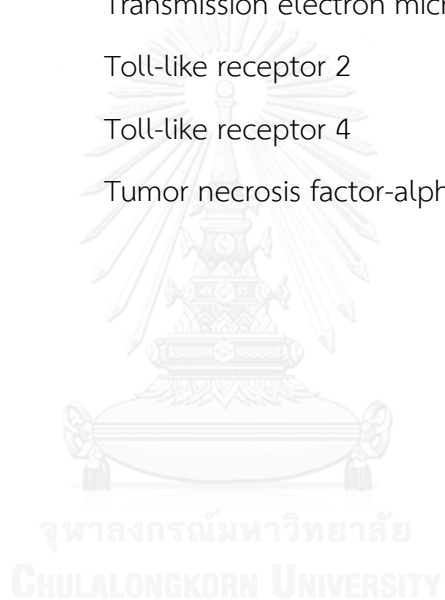 Transmission electron micr
Toll-like receptor 2
Toll-like receptor 4
Tumor necrosis factor-alph
จุฬาลงกรณ์มหาวิทยาลัย
CHULALONGKORN UNIVERSITY